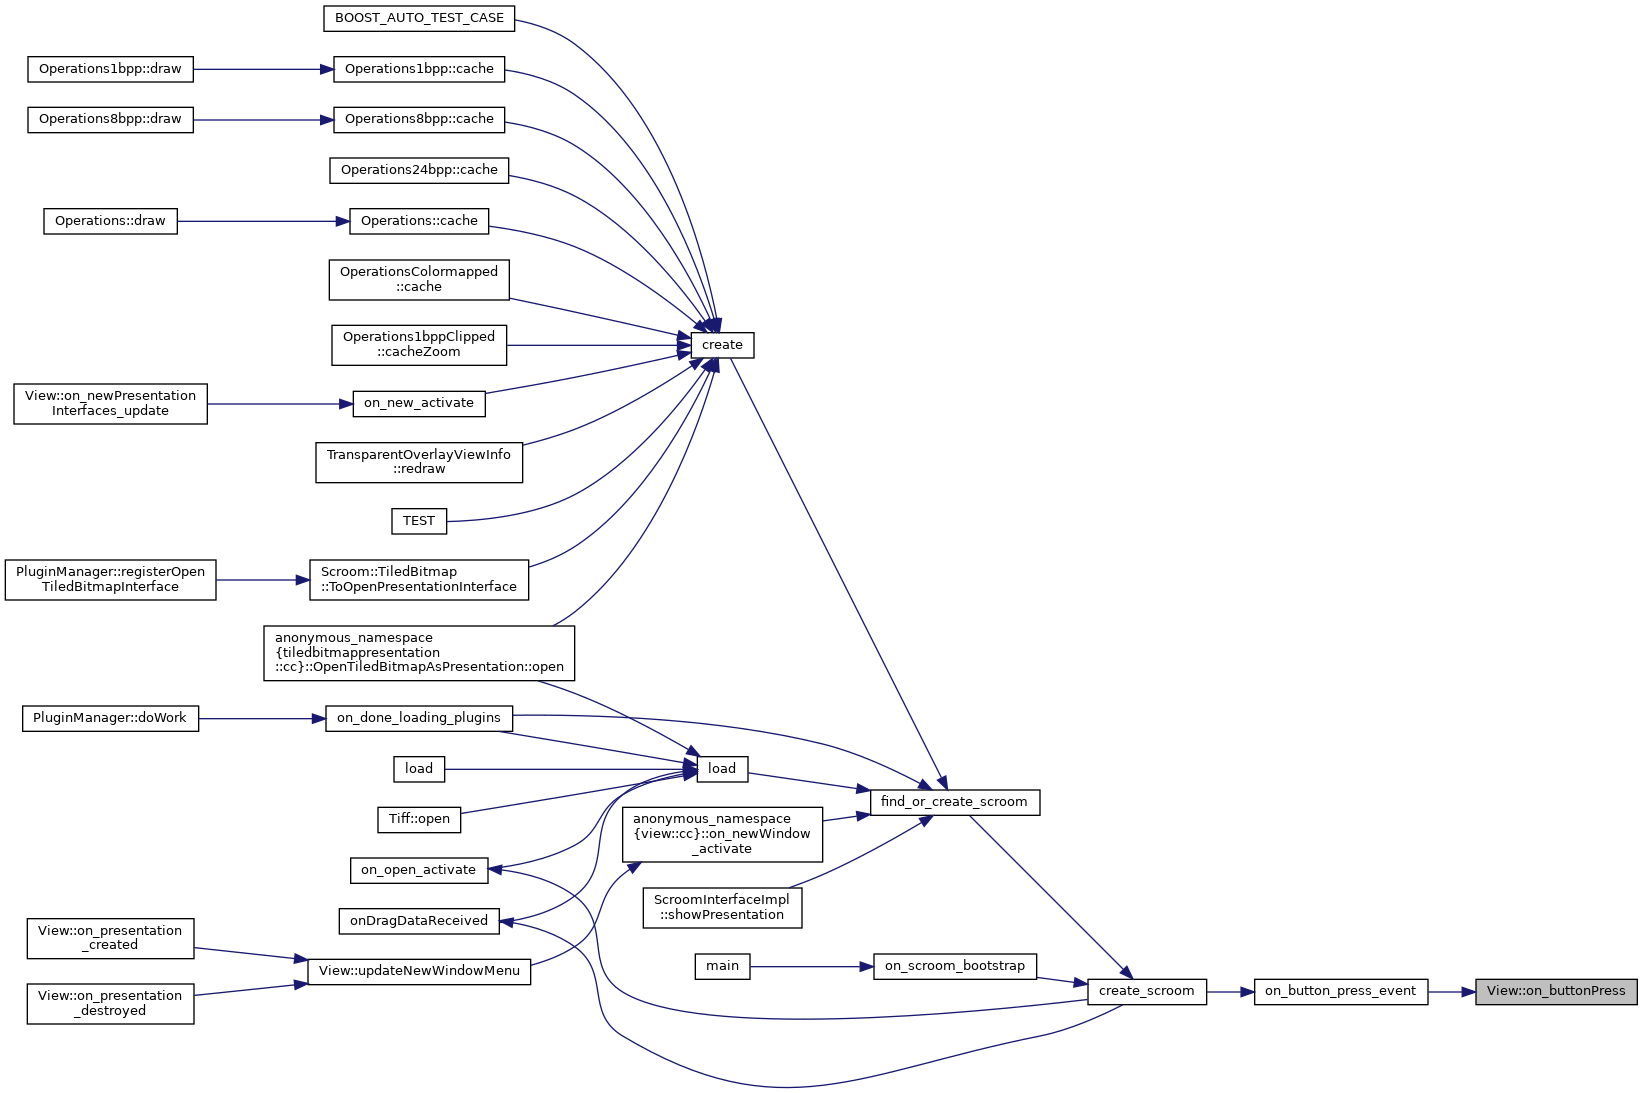 BOOST_AUTO_TEST_CASE
Operations1bpp::draw
Operations1bpp::cache
Operations8bpp::draw
Operations8bpp::cache
Operations24bpp::cache
Operations::draw
Operations::cache
OperationsColormapped
::cache
Operations1bppClipped
::cacheZoom
create
View::on_newPresentation
Interfaces_update
on_new_activate
TransparentOverlayViewInfo
::redraw
TEST
PluginManager::registerOpen
TiledBitmapInterface
Scroom::TiledBitmap
::ToOpenPresentationInterface
anonymous_namespace
{tiledbitmappresentation
::cc}::OpenTiledBitmapAsPresentation::open
PluginManager::doWork
on_done_loading_plugins
load
load
Tiff::open
find_or_create_scroom
anonymous_namespace
{view::cc}::on_newWindow
_activate
on_open_activate
ScroomInterfaceImpl
::showPresentation
onDragDataReceived
View::on_presentation
_created
View::updateNewWindowMenu
View::on_presentation
_destroyed
main
on_scroom_bootstrap
create_scroom
on_button_press_event
View::on_buttonPress